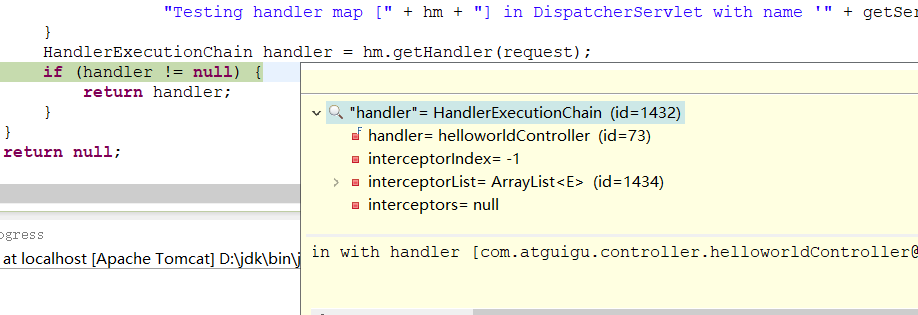 "Testing handler map [" + hm + "] in DispatcherServlet with name '" + getSer
}
HandlerExecutionChain handler = hm.getHandler(request);
if (handler != null) {
return handler;
}
}
return null;
"handler"= HandlerExecutionChain (id=1432)
handler= helloworldController (id=73)
interceptorIndex= -1
interceptorList= ArrayList<E> (id=1434)
interceptors= null
ogress
at localhost [Apache Tomcat] D:\jdk\bin\j
in with handler [com.atguigu.controller.helloworldController@